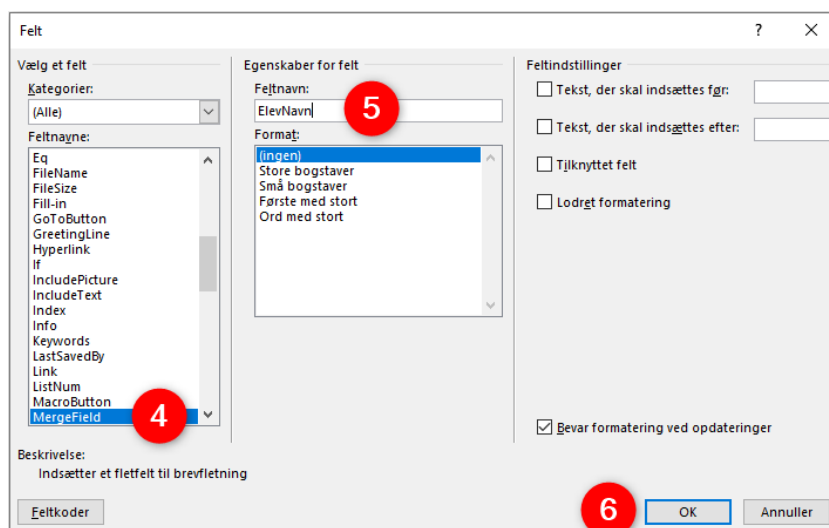 Felt
?
Vælg et felt
Kategorier:
(Alle)
Feltnavne:
Eq
FileName
FileSize
Fill-in
GoToButton
GreetingLine
Hyperlink
If
IncludePicture
IncludeText
Index
Info
Keywords
LastSavedBy
Link
ListNum
MacroButton
MergeField
4
Egenskaber for felt
Feltnavn:
ElevNavn
5
Format:
(ingen)
Store bogstaver
Små bogstaver
Første med stort
Ord med stort
Feltindstillinger
Tekst, der skal indsættes før:
Tekst, der skal indsættes efter:
Tilknyttet felt
Lodret formatering
Bevar formatering ved opdateringer
Beskrivelse:
Indsætter et fletfelt til brevfletning
Feltkoder
6
OK
Annuller